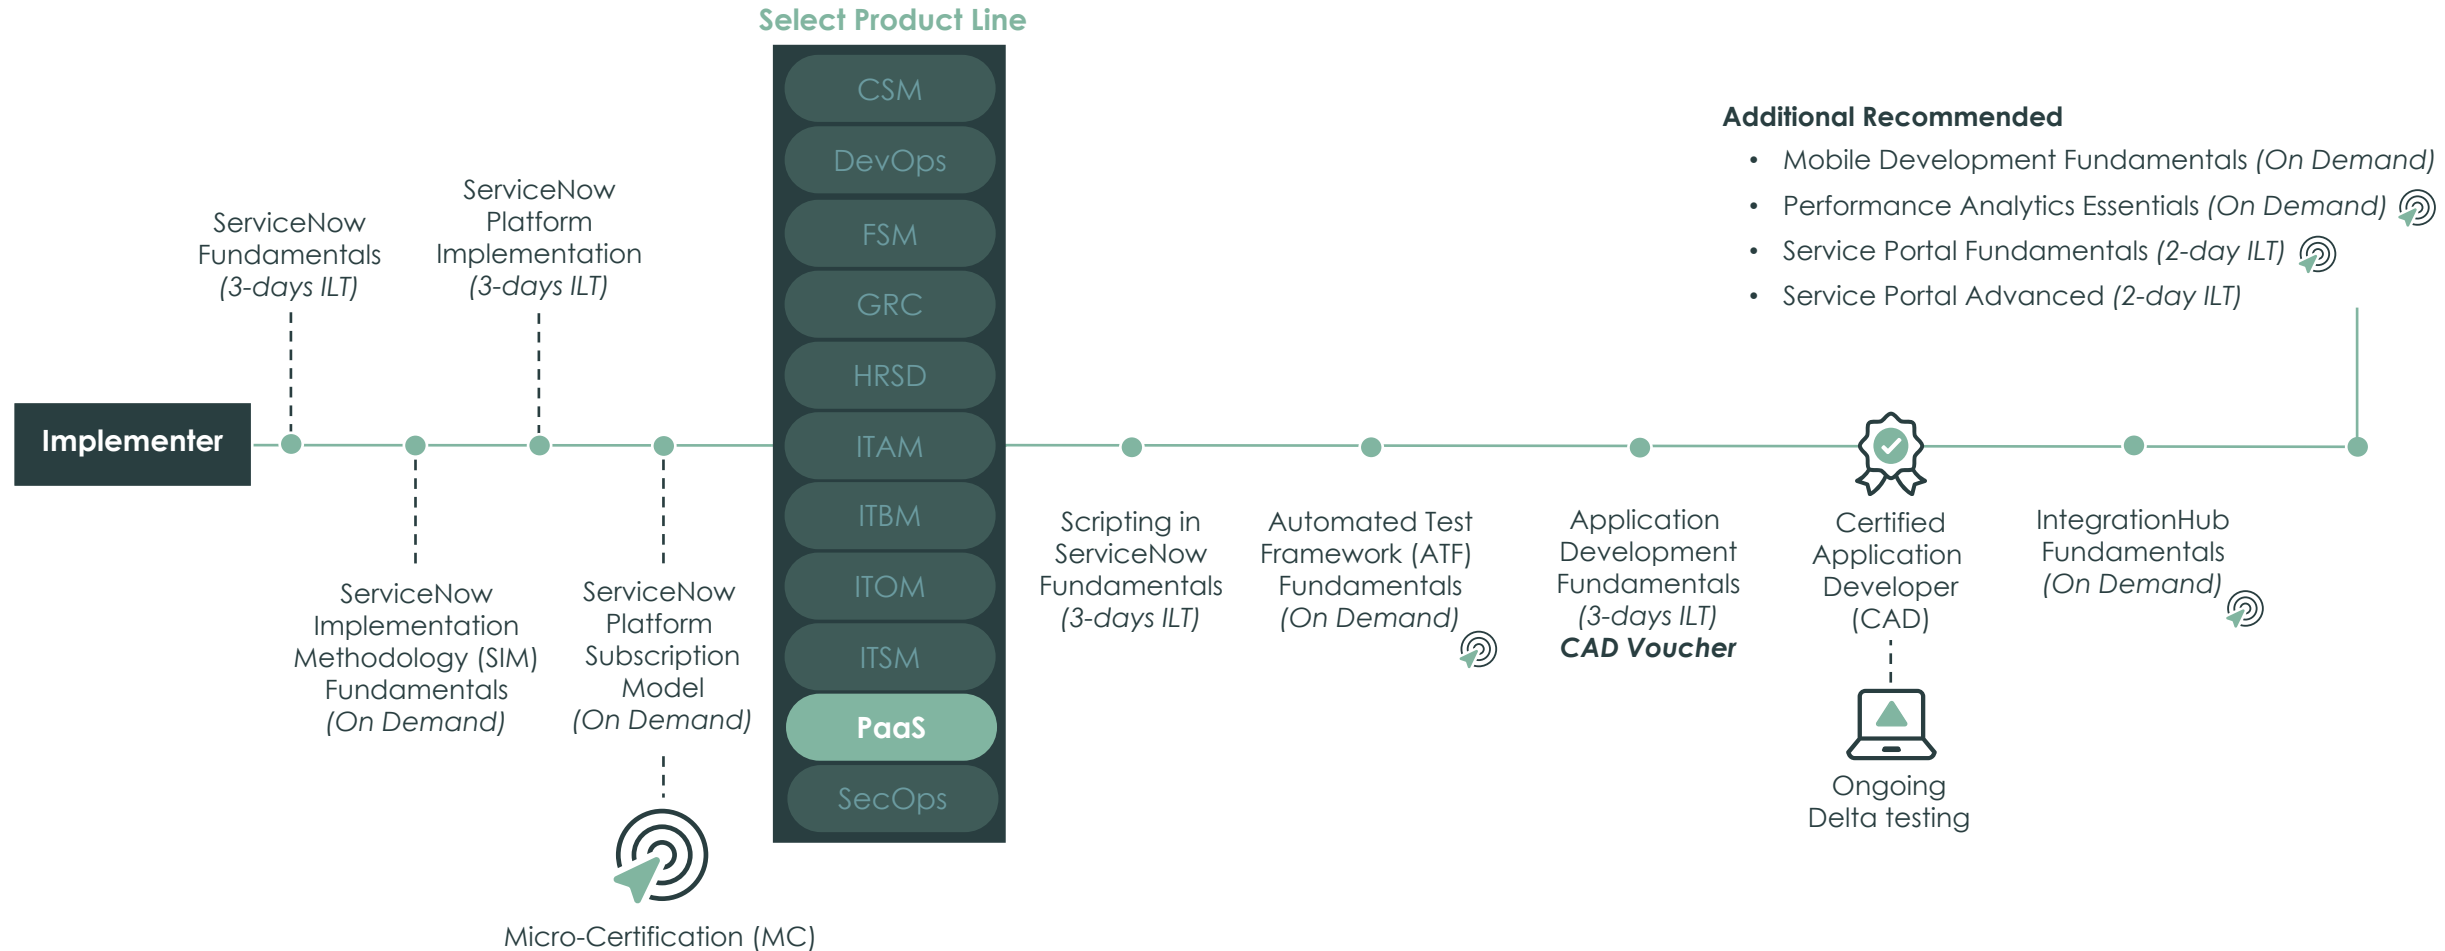 Select Product Line
CSM
DevOps
FSM
GRC
HRSD
ITAM
ITBM
ITOM
ITSM
PaaS
SecOps
Implementer
ServiceNow
Fundamentals
(3-days ILT)
ServiceNow
Implementation
Methodology (SIM)
Fundamentals
(On Demand)
ServiceNow
Platform
Implementation
(3-days ILT)
ServiceNow
Platform
Subscription
Model
(On Demand)
Micro-Certification (MC)
Scripting in
ServiceNow
Fundamentals
(3-days ILT)
Automated Test
Framework (ATF)
Fundamentals
(On Demand)
Application
Development
Fundamentals
(3-days ILT)
CAD Voucher
Certified
Application
Developer
(CAD)
Ongoing
Delta testing
IntegrationHub
Fundamentals
(On Demand)
Additional Recommended
• Mobile Development Fundamentals (On Demand)
• Performance Analytics Essentials (On Demand)
• Service Portal Fundamentals (2-day ILT)
• Service Portal Advanced (2-day ILT)